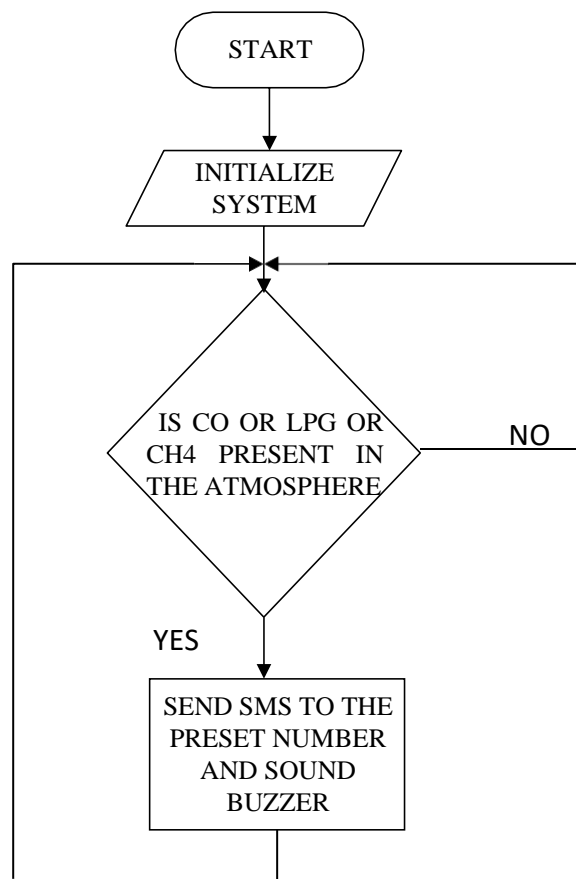 START
INITIALIZE
SYSTEM
IS CO OR LPG OR
CH4 PRESENT IN
THE ATMOSPHERE
NO
YES
SEND SMS TO THE
PRESET NUMBER
AND SOUND
BUZZER